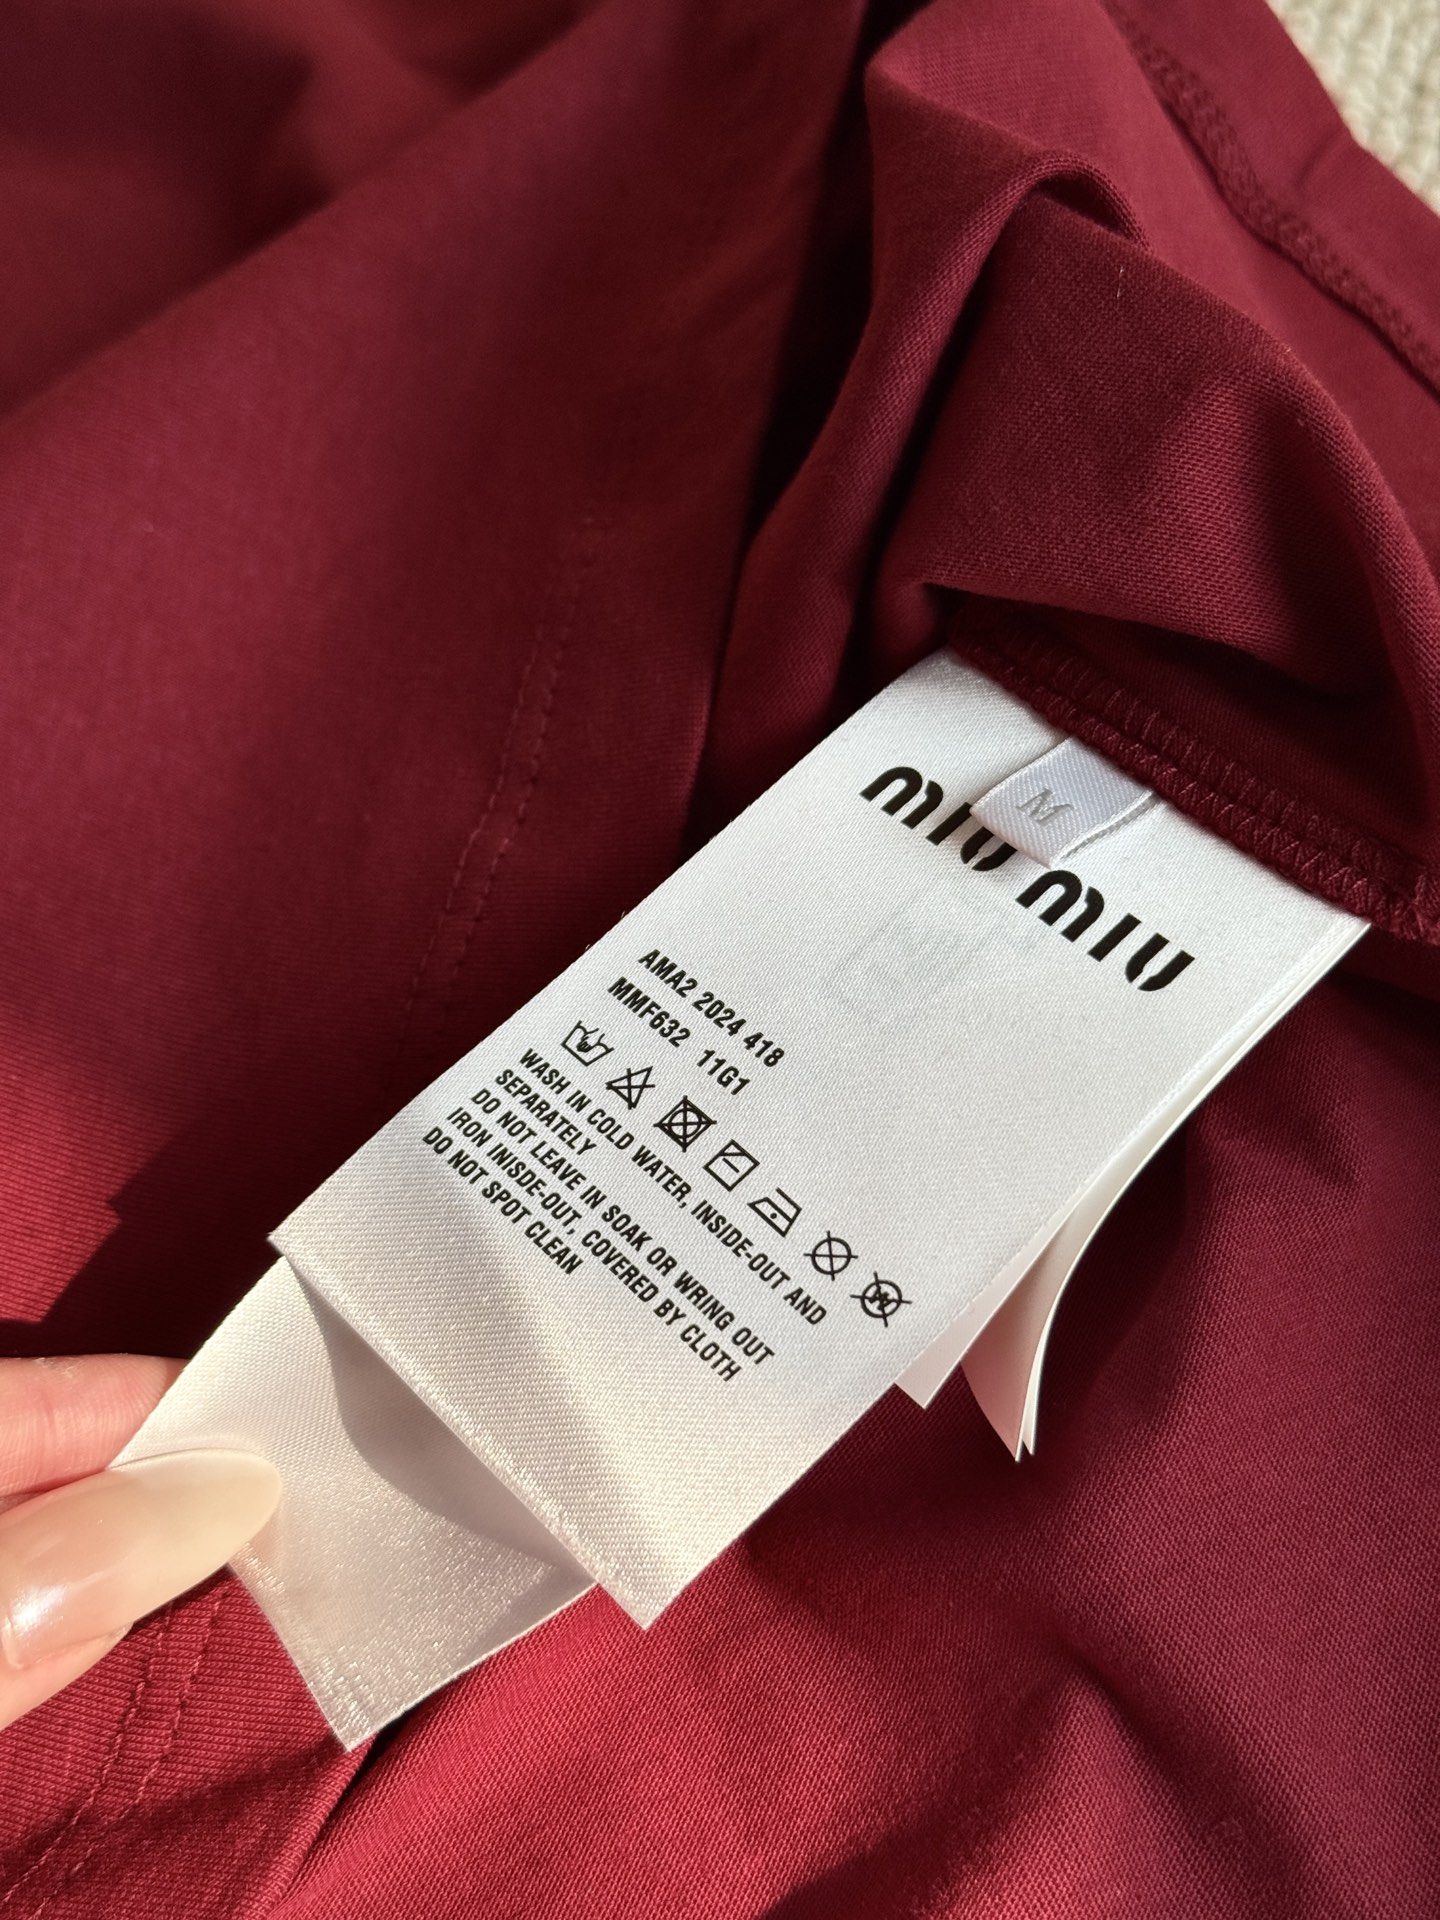 miu miu
M
AMA2 2024 418
MMF632 11G1
WASH IN COLD WATER, INSIDE-OUT AND
SEPARATELY
DO NOT LEAVE IN SOAK OR WRING OUT
IRON INISDE-OUT, COVERED BY CLOTH
DO NOT SPOT CLEAN